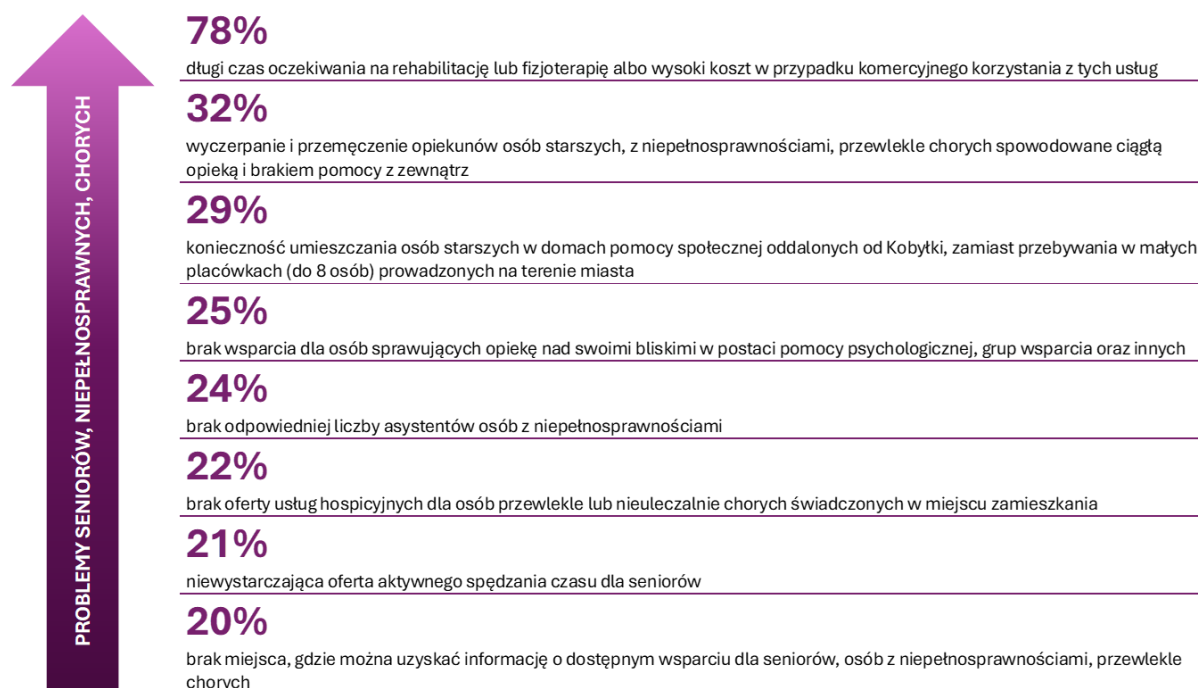 PROBLEMY SENIORÓW, NIEPEŁNOSPRAWNYCH, CHORYCH
78%
długi czas oczekiwania na rehabilitację lub fizjoterapię albo wysoki koszt w przypadku komercyjnego korzystania z tych usług
32%
wyczerpanie i przemęczenie opiekunów osób starszych, z niepełnosprawnościami, przewlekle chorych spowodowane ciągłą
opieką i brakiem pomocy z zewnątrz
29%
konieczność umieszczania osób starszych w domach pomocy społecznej oddalonych od Kobyłki, zamiast przebywania w małych
placówkach (do 8 osób) prowadzonych na terenie miasta
25%
brak wsparcia dla osób sprawujących opiekę nad swoimi bliskimi w postaci pomocy psychologicznej, grup wsparcia oraz innych
24%
brak odpowiedniej liczby asystentów osób z niepełnosprawnościami
22%
brak oferty usług hospicyjnych dla osób przewlekle lub nieuleczalnie chorych świadczonych w miejscu zamieszkania
21%
niewystarczająca oferta aktywnego spędzania czasu dla seniorów
20%
brak miejsca, gdzie można uzyskać informację o dostępnym wsparciu dla seniorów, osób z niepełnosprawnościami, przewlekle
chorych